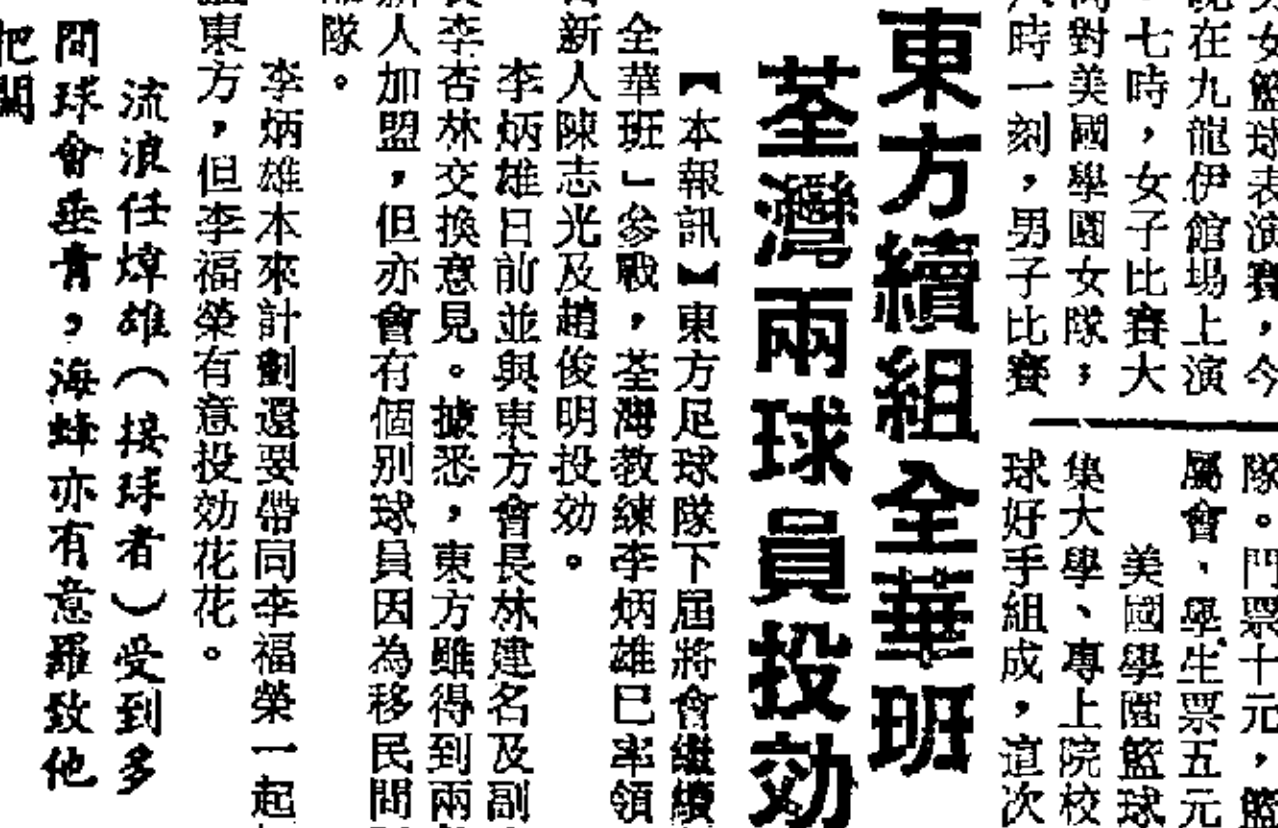 女籃球表演賽，今
在九龍伊館場上演
七時，女子比賽大
對美國學園女隊；
時一刻，男子比賽
隊。門票十元，籃
屬會、學生票五元
美國學園籃球
集大學、專上院校
球好手組成，這次
東方續組全華班
荃灣兩球員投効
【本報訊】東方足球隊下屆將會繼續
全華班」參戰，荃灣教練李炳雄已率領
新人陳志光及趙俊明投効。
李炳雄日前並與東方會長林建名及副
李杏林交換意見。據悉，東方雖得到兩
人加盟，但亦會有個別球員因為移民問
隊。
李炳雄本來計劃還要帶同李福榮一起
東方，但李福榮有意投効花花。
流浪任煒雄（接球者）受到多
間球會垂青，海蜂亦有意羅致他
把關